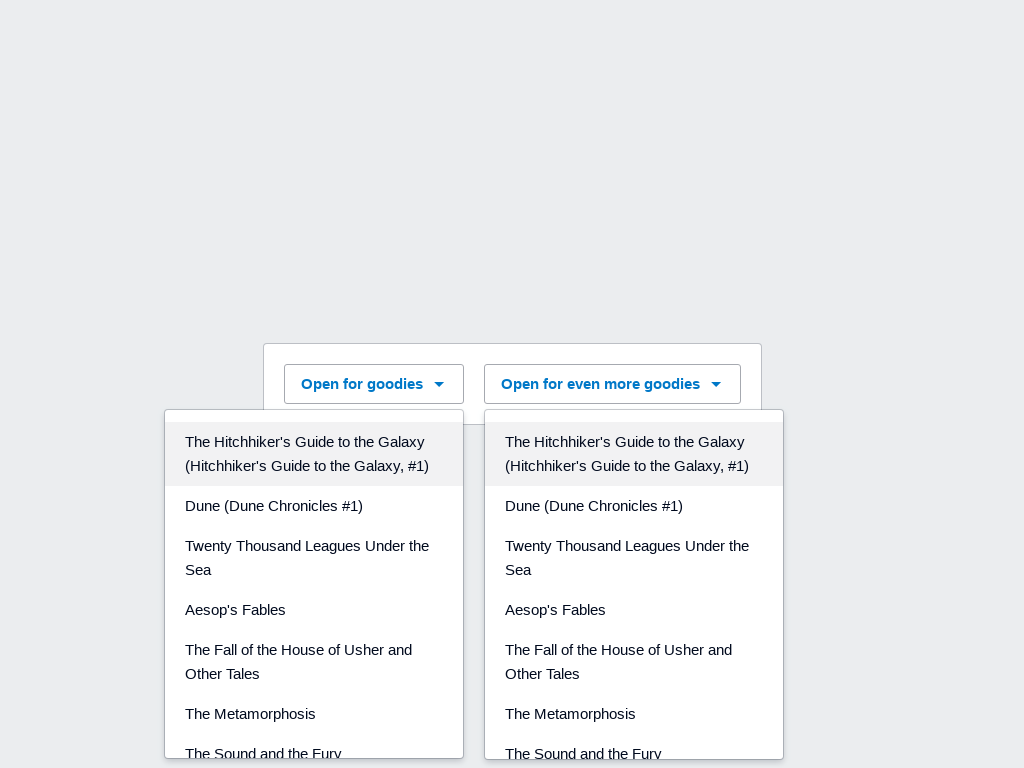 Open for goodies
Open for even more goodies
The Hitchhiker's Guide to the Galaxy
(Hitchhiker's Guide to the Galaxy, #1)
Dune (Dune Chronicles #1)
Twenty Thousand Leagues Under the
Sea
Aesop's Fables
The Fall of the House of Usher and
Other Tales
The Metamorphosis
The Sound and the Fury
The Hitchhiker's Guide to the Galaxy
(Hitchhiker's Guide to the Galaxy, #1)
Dune (Dune Chronicles #1)
Twenty Thousand Leagues Under the
Sea
Aesop's Fables
The Fall of the House of Usher and
Other Tales
The Metamorphosis
The Sound and the Fury